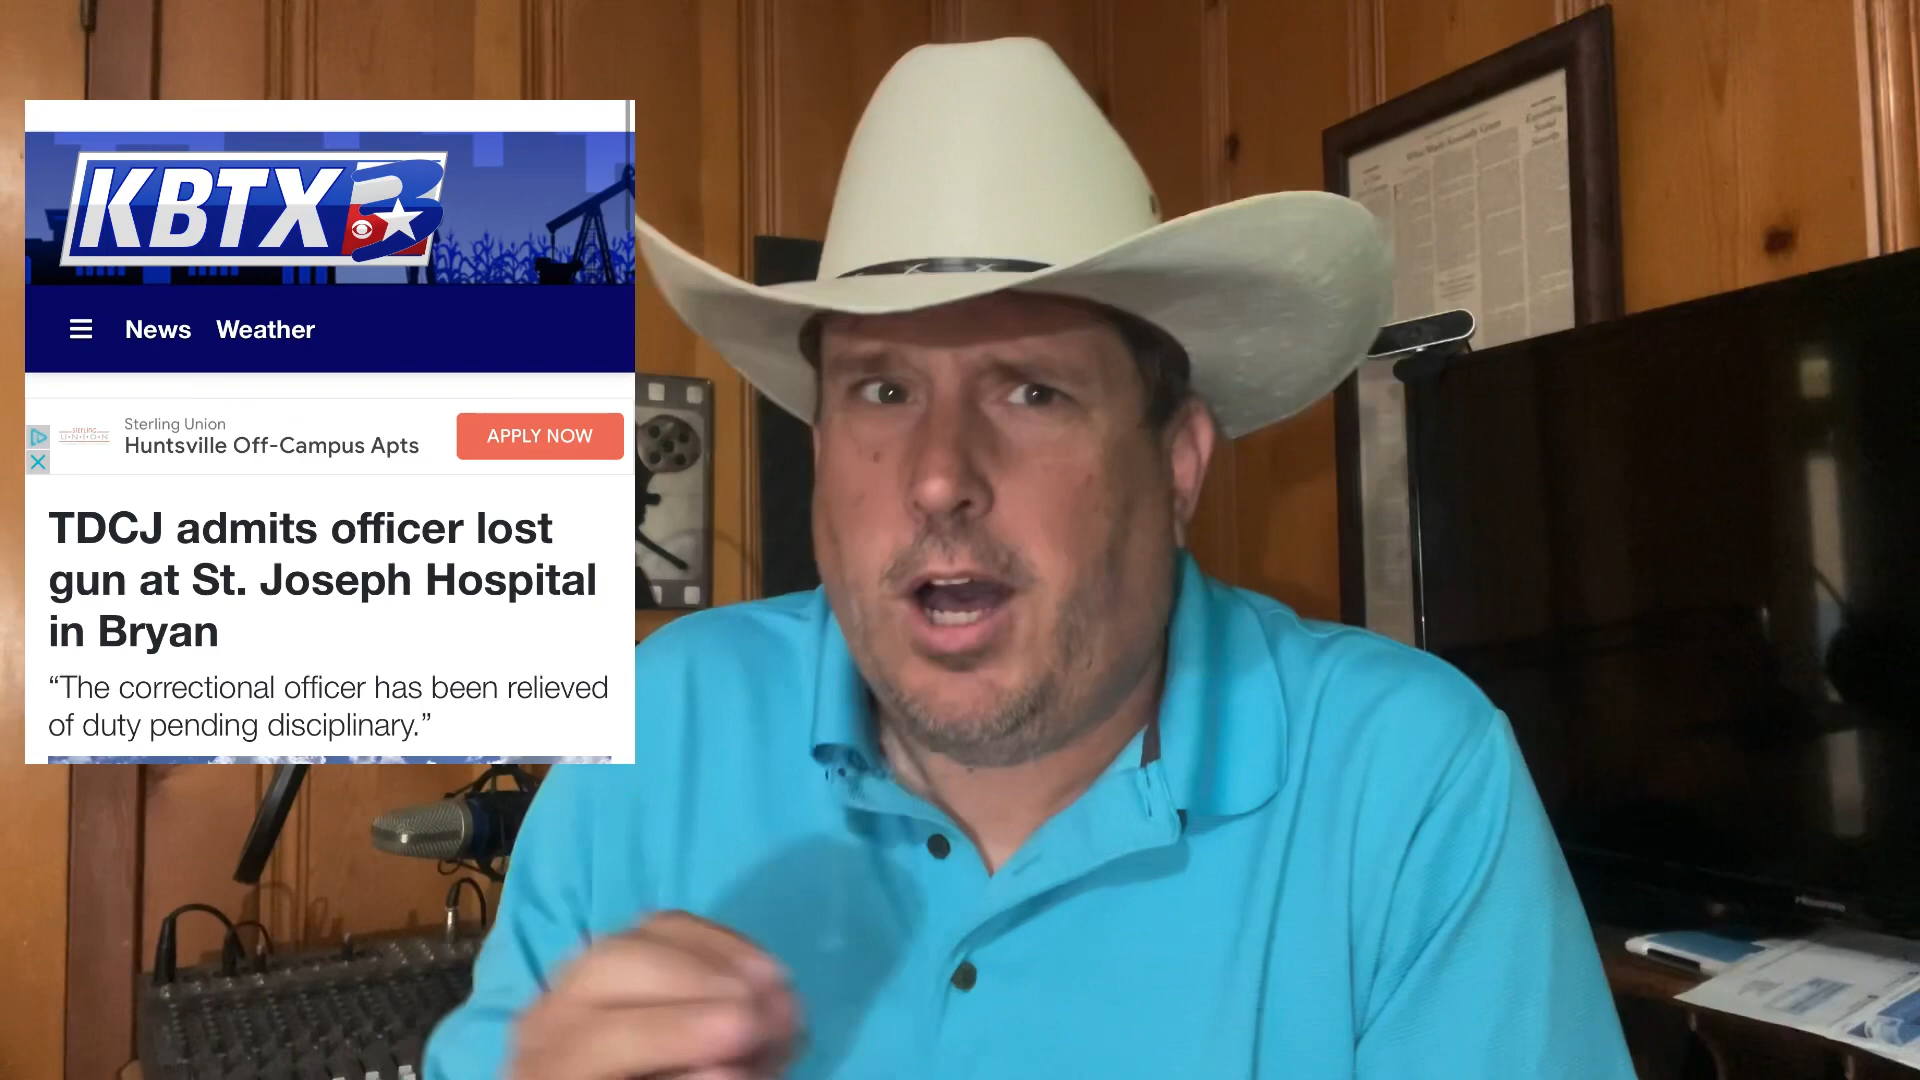 KBTX 3
News Weather
Sterling Union
Huntsville Off-Campus Apts
APPLY NOW
TDCJ admits officer lost
gun at St. Joseph Hospital
in Bryan
“The correctional officer has been relieved
of duty pending disciplinary.”